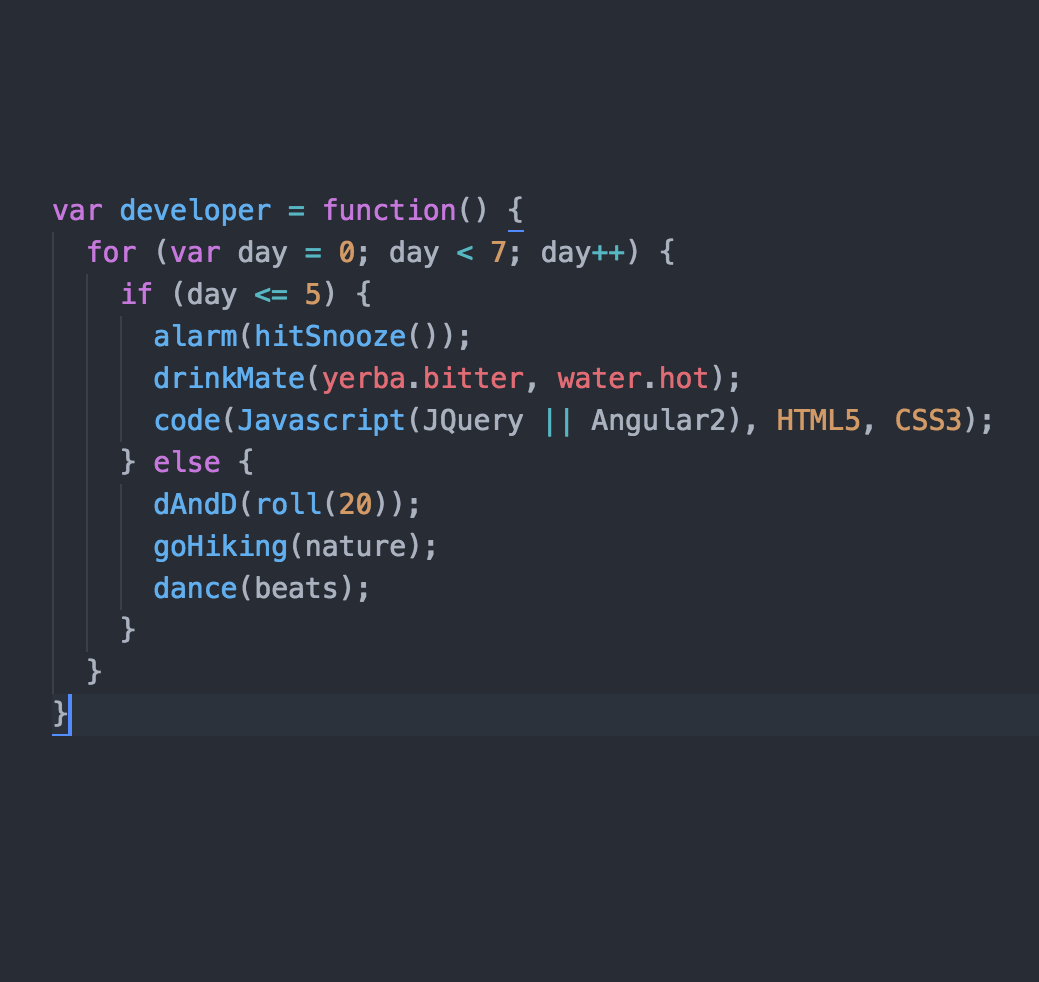 var developer = function() {
  for (var day = 0; day < 7; day++) {
    if (day <= 5) {
      alarm(hitSnooze());
      drinkMate(yerba.bitter, water.hot);
      code(Javascript(JQuery || Angular2), HTML5, CSS3);
    } else {
      dAndD(roll(20));
      goHiking(nature);
      dance(beats);
    }
  }
}